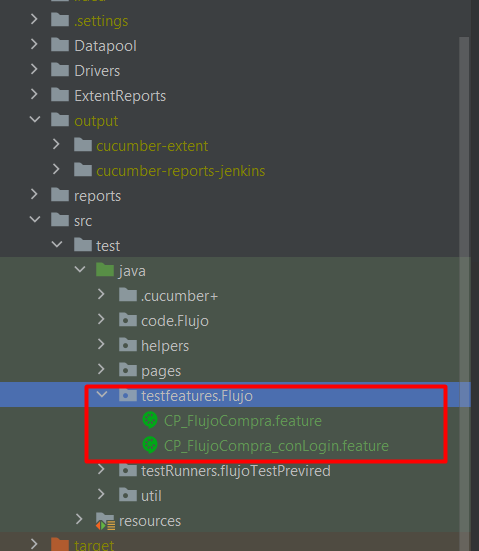 .settings
Datapool
Drivers
ExtentReports
output
cucumber-extent
cucumber-reports-jenkins
reports
src
test
java
.cucumber+
code.Flujo
helpers
pages
testfeatures.Flujo
CP_FlujoCompra.feature
CP_FlujoCompra_conLogin.feature
testRunners.flujoTestPrevired
util
resources
target